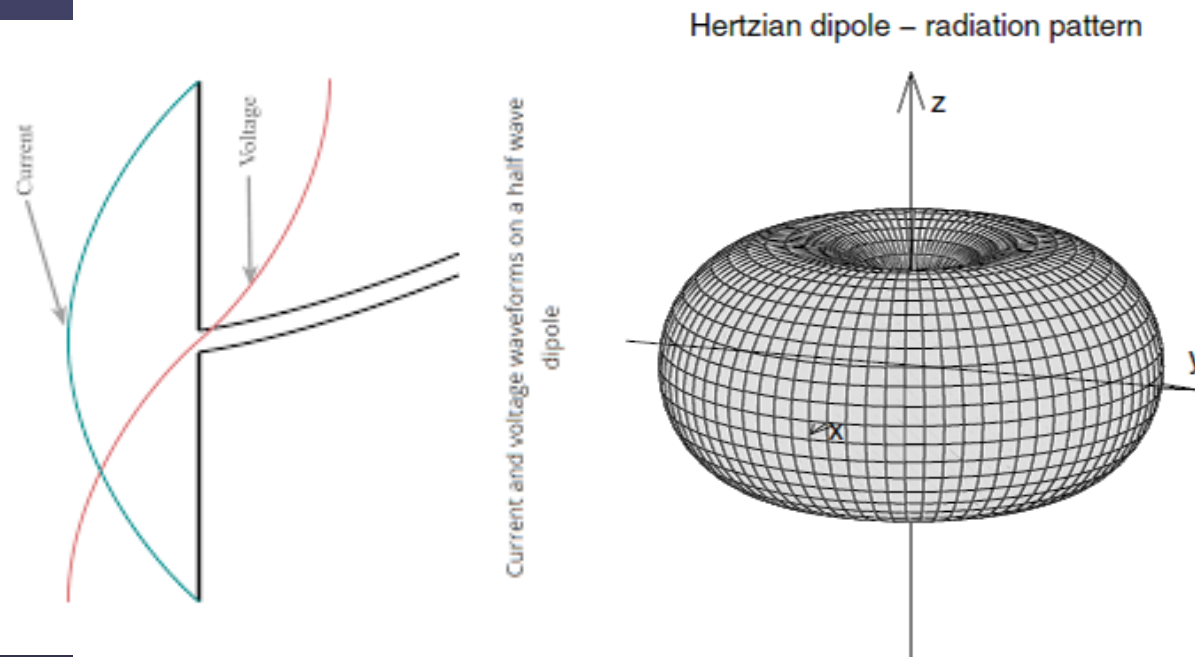 Current
Voltage
Current and voltage waveforms on a half wave
dipole
Hertzian dipole – radiation pattern
z
y
x